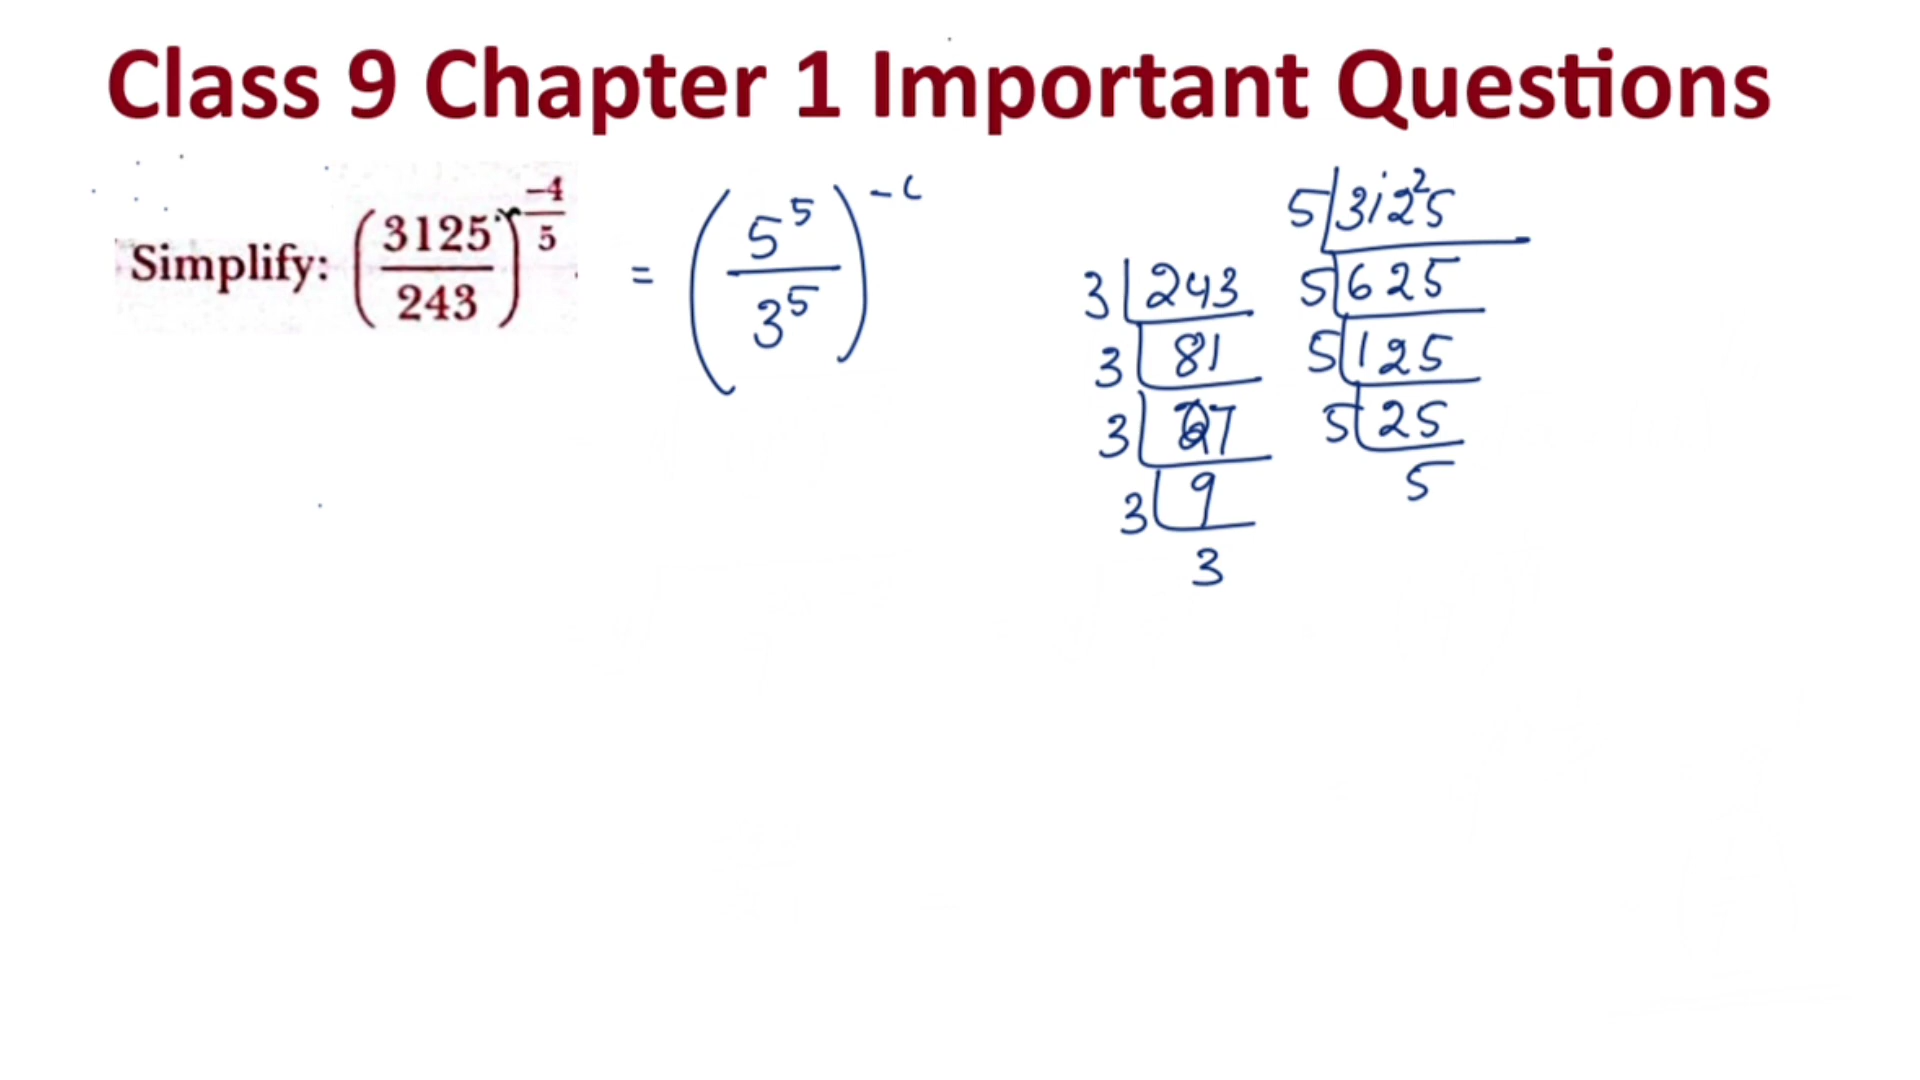 Class 9 Chapter 1 Important Questions
Simplify: (3125/243)^(-4/5) = (5^5/3^5)^-
5 | 3125
5 | 625
5 | 125
5 | 25
5
3 | 243
3 | 81
3 | 27
3 | 9
3